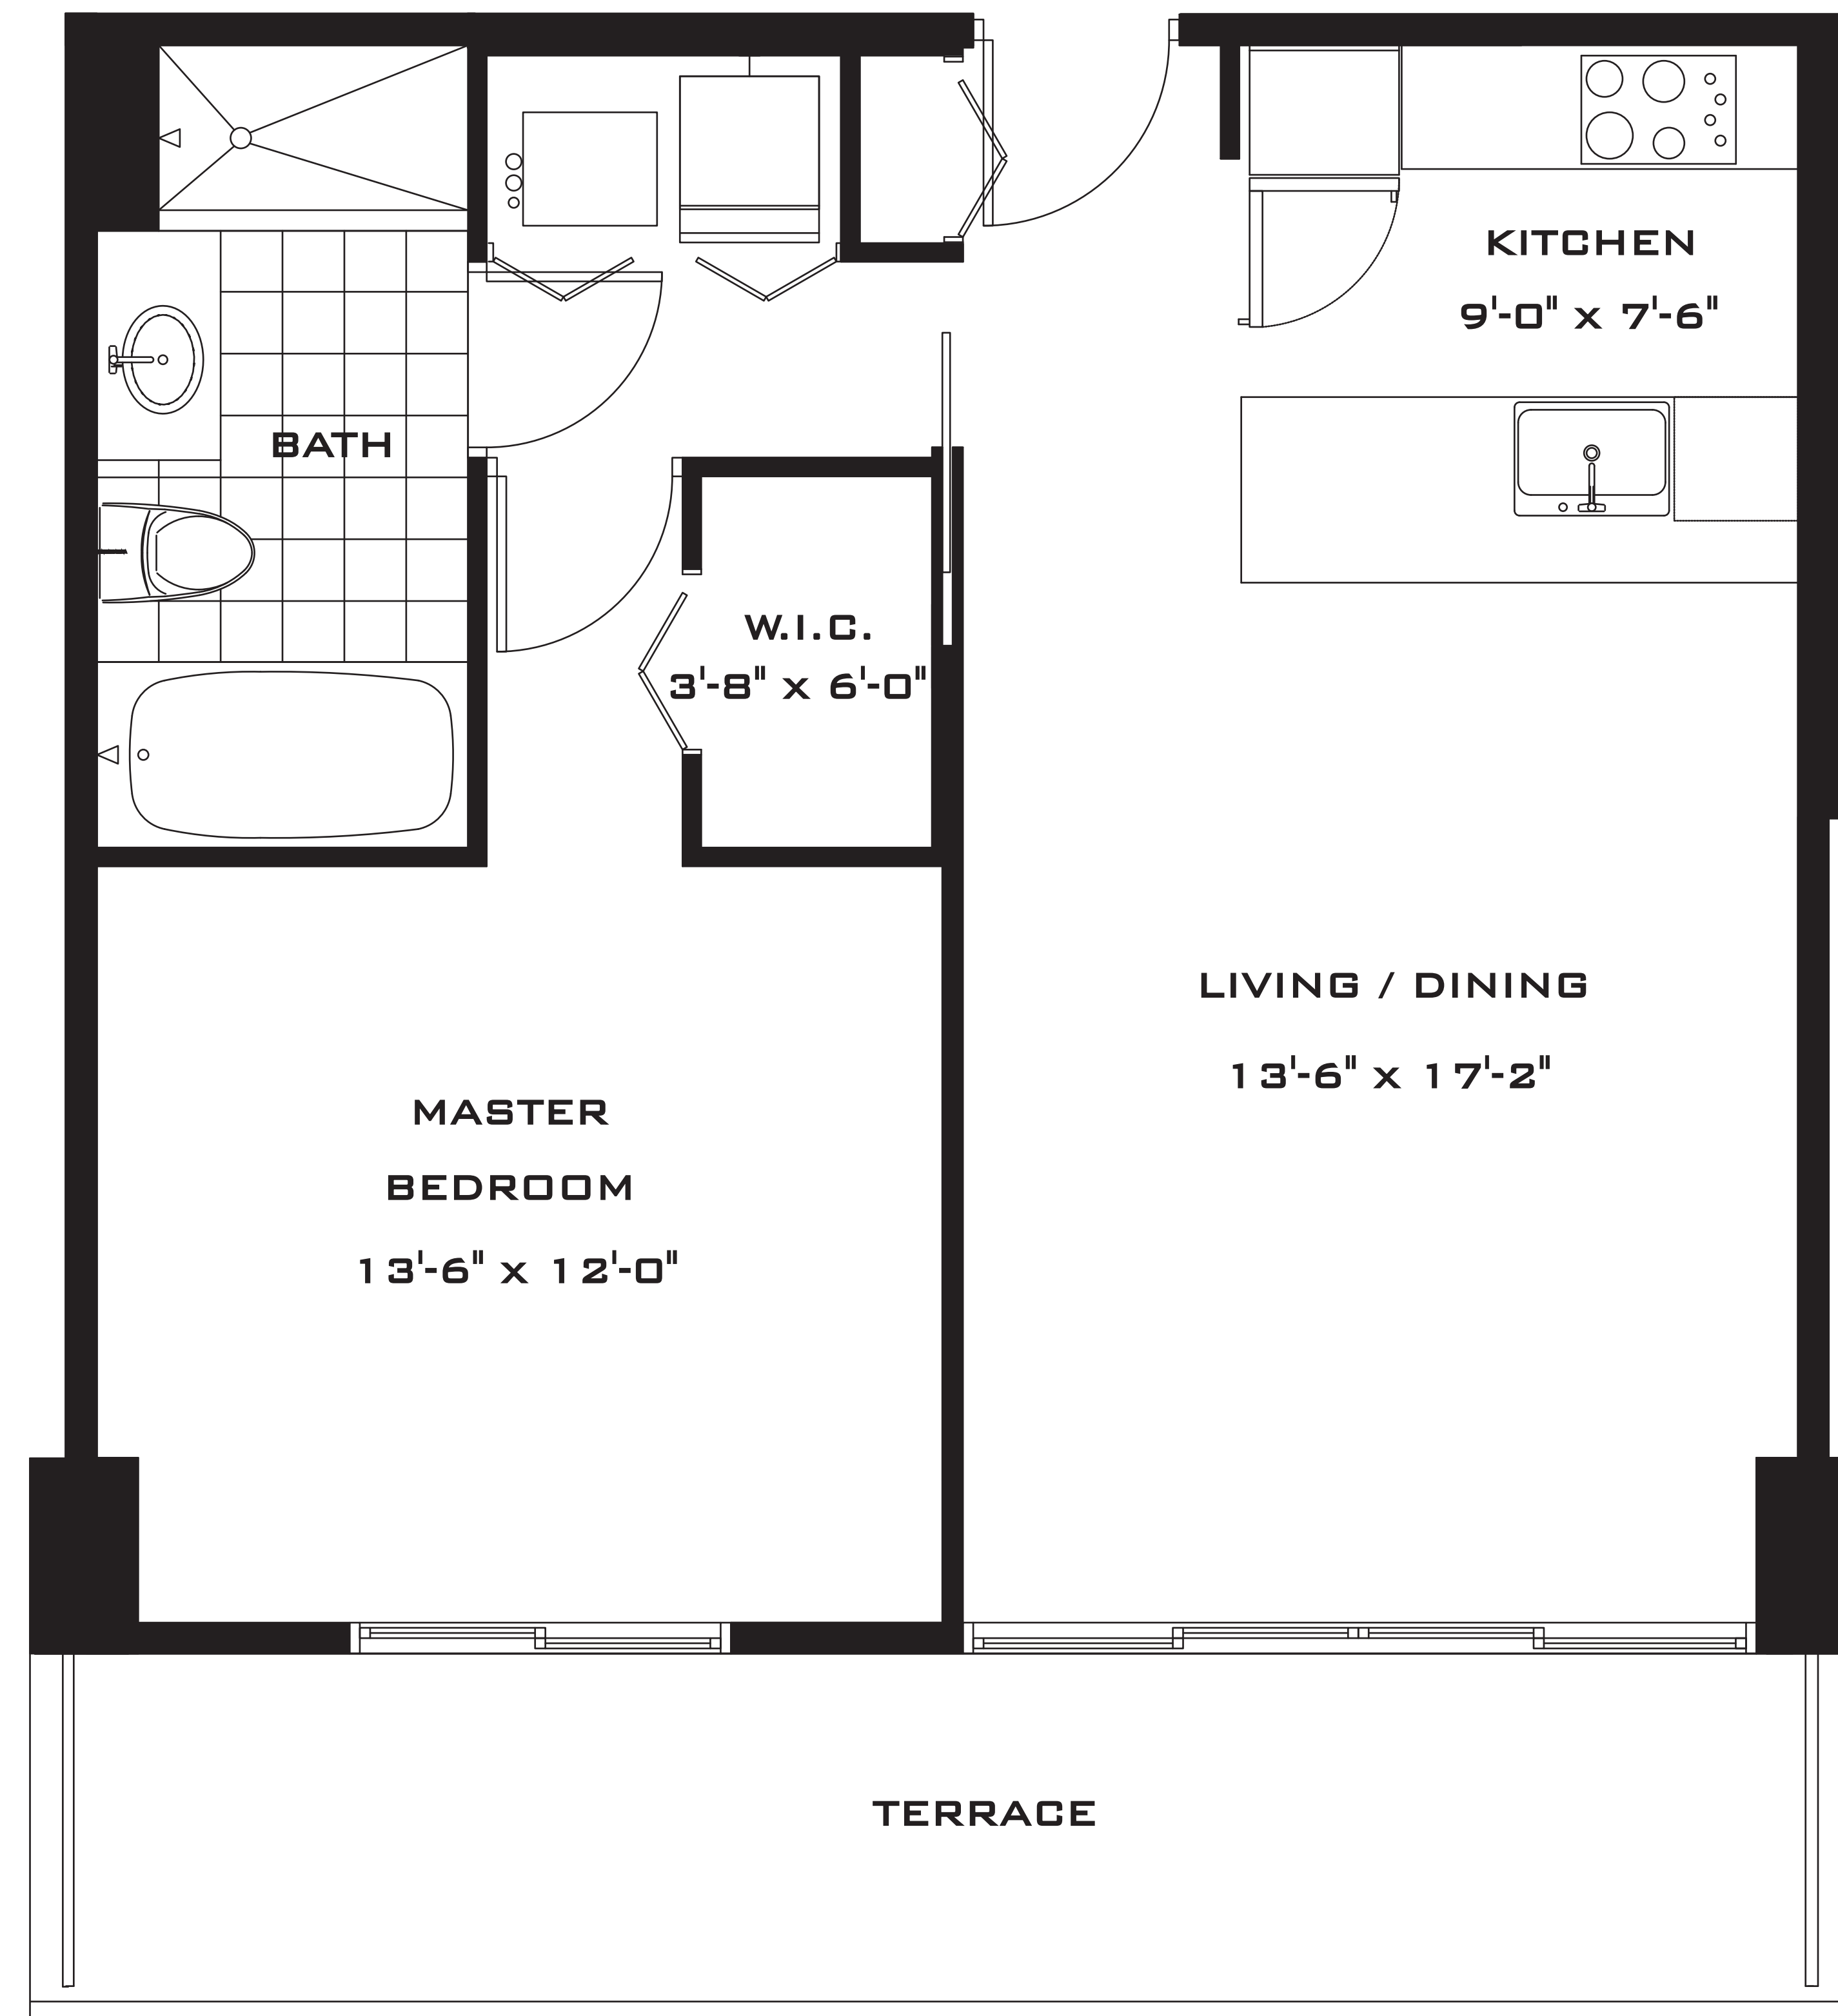 KITCHEN
9'-0" x 7'-6"
BATH
W.I.C.
3'-8" x 6'-0"
LIVING / DINING
13'-6" x 17'-2"
MASTER
BEDROOM
13'-6" x 12'-0"
TERRACE